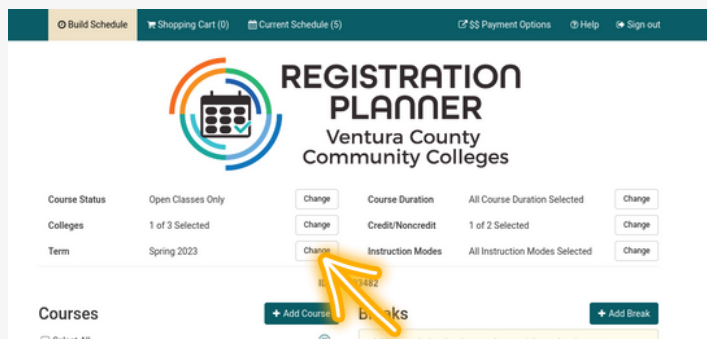 Build Schedule Shopping Cart (0) Current Schedule (5) $$ Payment Options Help Sign out
REGISTRATION
PLANNER
Ventura County
Community Colleges
Course Status Open Classes Only Change Course Duration All Course Duration Selected Change
Colleges 1 of 3 Selected Change Credit/Noncredit 1 of 2 Selected Change
Term Spring 2023 Change Instruction Modes All Instruction Modes Selected Change
Courses + Add Course Breaks + Add Break
Select All